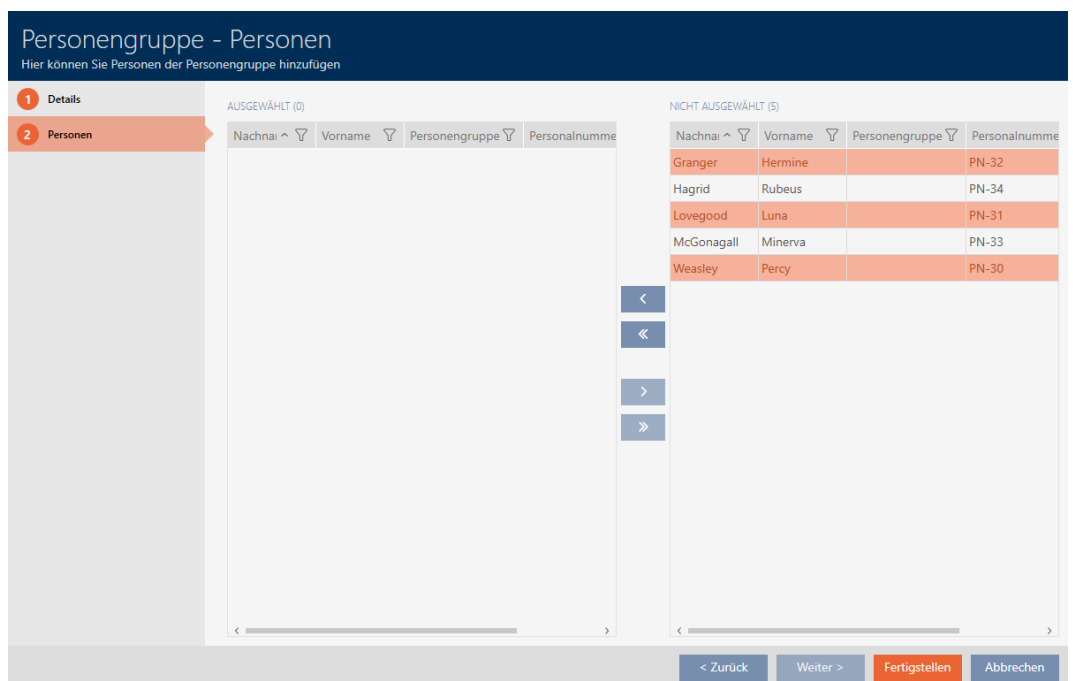 Personengruppe - Personen
Hier können Sie Personen der Personengruppe hinzufügen
1 Details
2 Personen
AUSGEWÄHLT (0)
Nachnai Vorname Personengruppe Personalnumme
NICHT AUSGEWÄHLT (5)
Nachnai Vorname Personengruppe Personalnumme
Granger Hermine PN-32
Hagrid Rubeus PN-34
Lovegood Luna PN-31
McGonagall Minerva PN-33
Weasley Percy PN-30
< Zurück Weiter > Fertigstellen Abbrechen